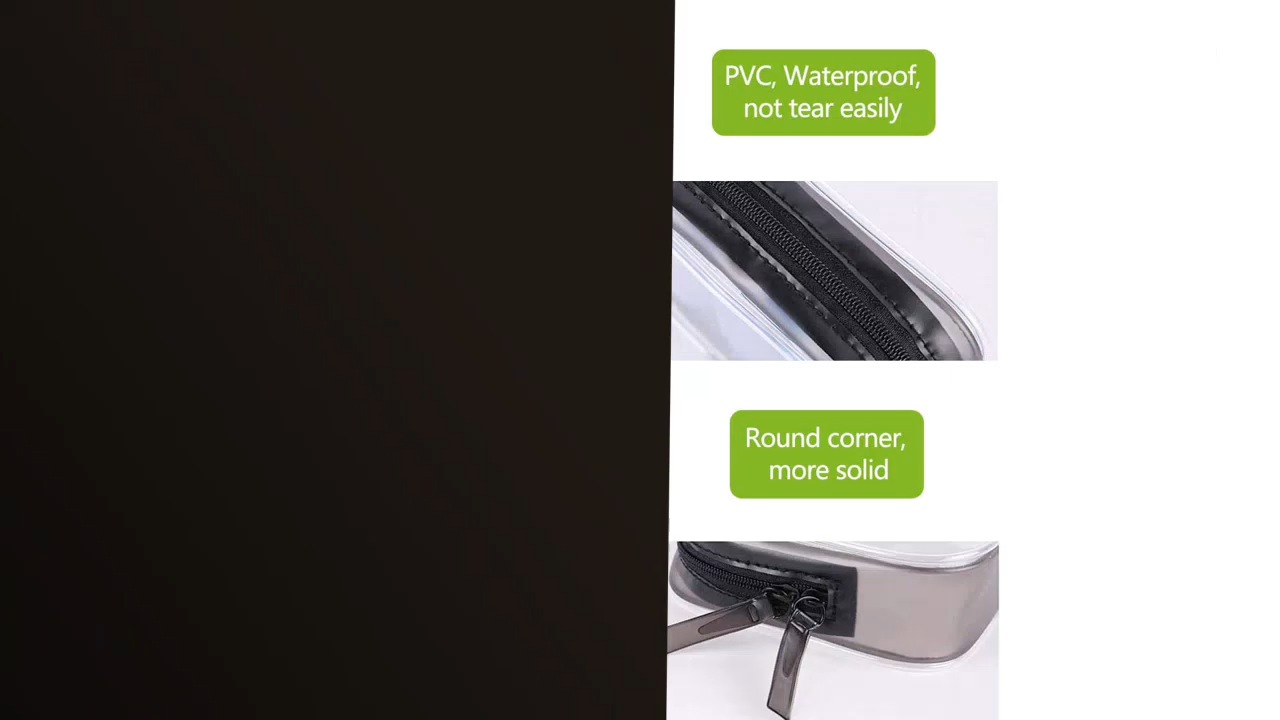 PVC, Waterproof,
not tear easily
Round corner,
more solid